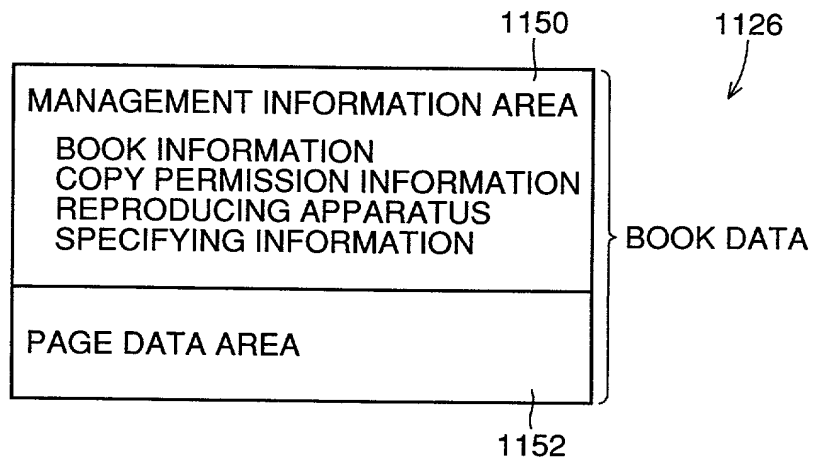 1150
1126
MANAGEMENT INFORMATION AREA
BOOK INFORMATION
COPY PERMISSION INFORMATION
REPRODUCING APPARATUS
SPECIFYING INFORMATION
BOOK DATA
PAGE DATA AREA
1152